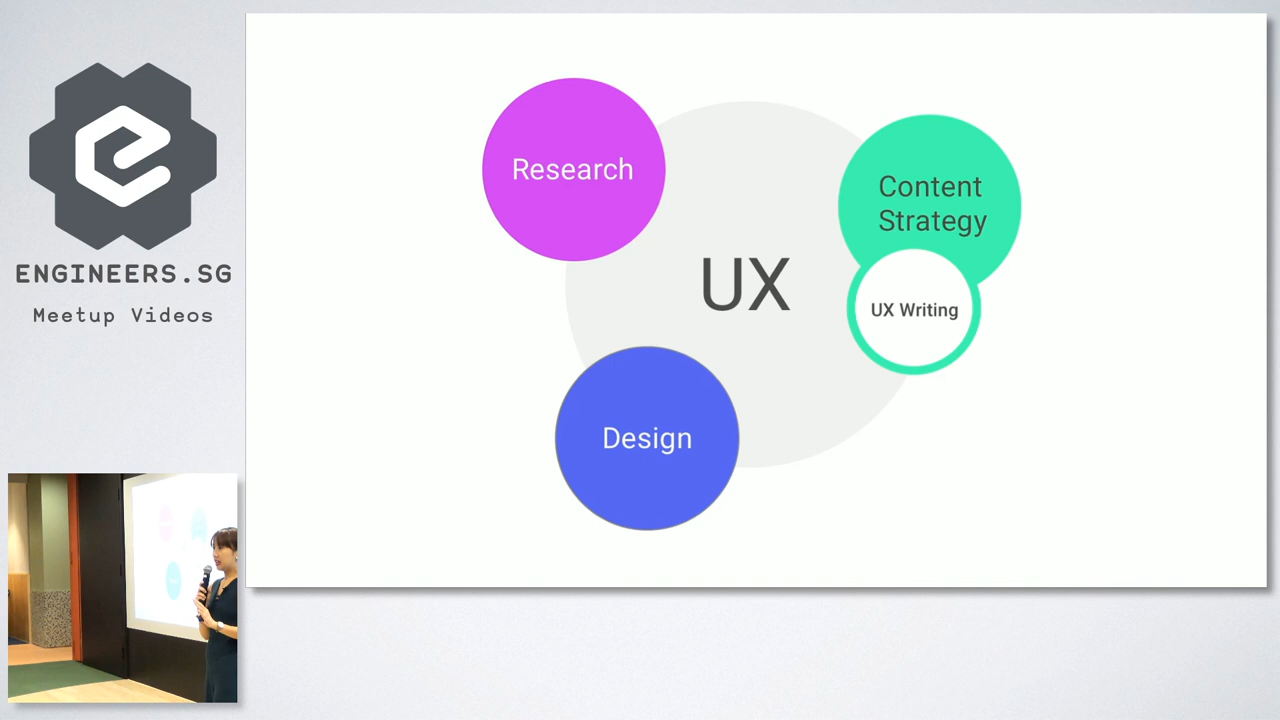 ENGINEERS.SG
Meetup Videos
Research
Content
Strategy
UX
UX Writing
Design